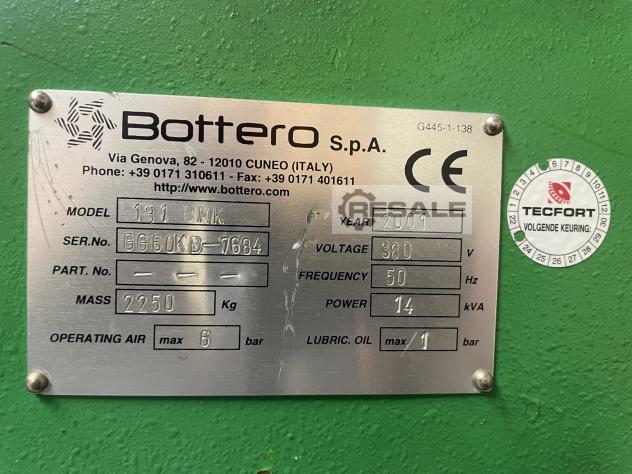 Bottero S.p.A.
G445-1-138
Via Genova, 82 - 12010 CUNEO (ITALY)
Phone: +39 0171 310611 - Fax: +39 0171 401611
http://www.bottero.com
CE
RESALE
MODEL 131 BMK
YEAR 2001
SER.No. GG60KB-7684
VOLTAGE 380 V
PART. No. - - -
FREQUENCY 50 Hz
MASS 2250 Kg
POWER 14 kVA
OPERATING AIR max 6 bar
LUBRIC. OIL max 1 bar
TECFORT
VOLGENDE KEURING: